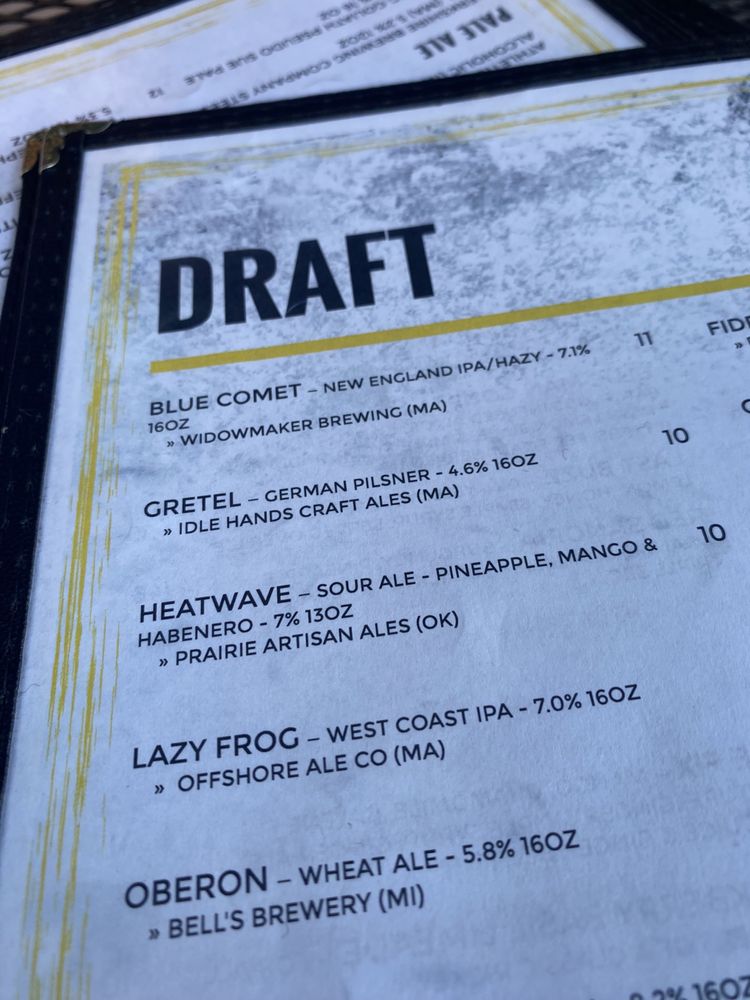 PALE ALE
DRAFT
BLUE COMET – NEW ENGLAND IPA/HAZY - 7.1% 11
16OZ
» WIDOWMAKER BREWING (MA)
GRETEL – GERMAN PILSNER - 4.6% 16OZ 10
» IDLE HANDS CRAFT ALES (MA)
HEATWAVE – SOUR ALE - PINEAPPLE, MANGO & 10
HABENERO - 7% 13OZ
» PRAIRIE ARTISAN ALES (OK)
LAZY FROG – WEST COAST IPA - 7.0% 16OZ
» OFFSHORE ALE CO (MA)
OBERON – WHEAT ALE - 5.8% 16OZ
» BELL'S BREWERY (MI)